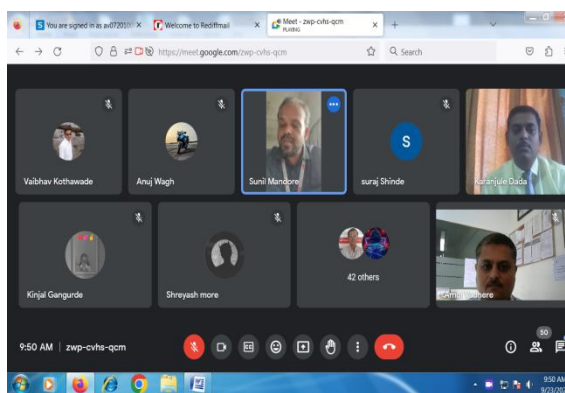 You are signed in as av072010
Welcome to Rediffmail
Meet - zwp-cvhs-qcm
PLAYING
https://meet.google.com/zwp-cvhs-qcm
Search
Vaibhav Kothawade
Anuj Wagh
Sunil Mandore
S
suraj Shinde
Karanjule Dada
Kinjal Gangurde
Shreyash more
42 others
9:50 AM | zwp-cvhs-qcm
50
9:50 AM